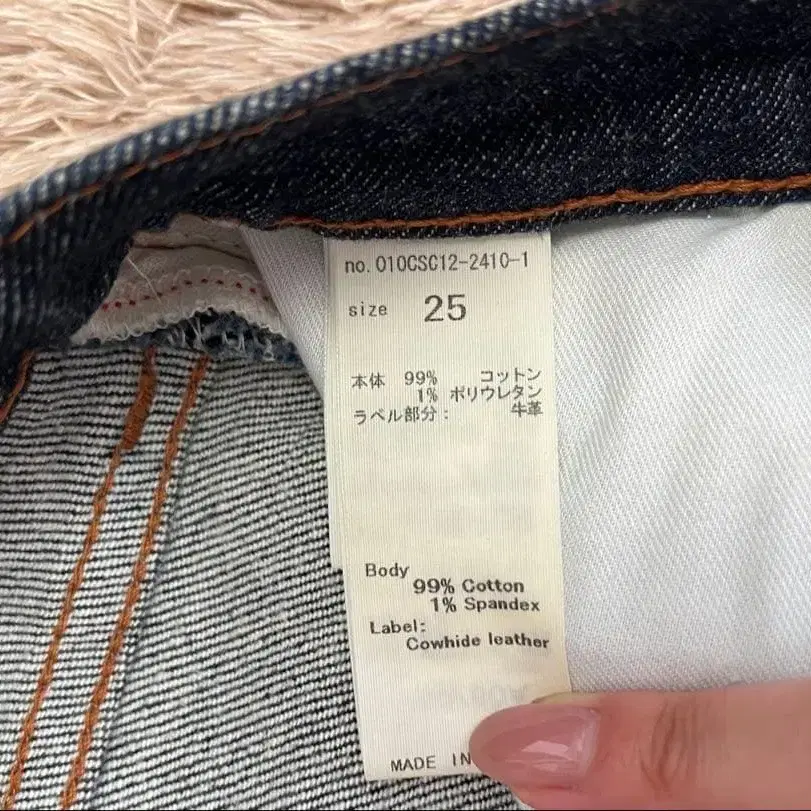 no.010CSC12-2410-1
size 25
本体 99% コットン
1% ポリウレタン
ラベル部分: 牛革
Body
99% Cotton
1% Spandex
Label:
Cowhide leather
MADE IN